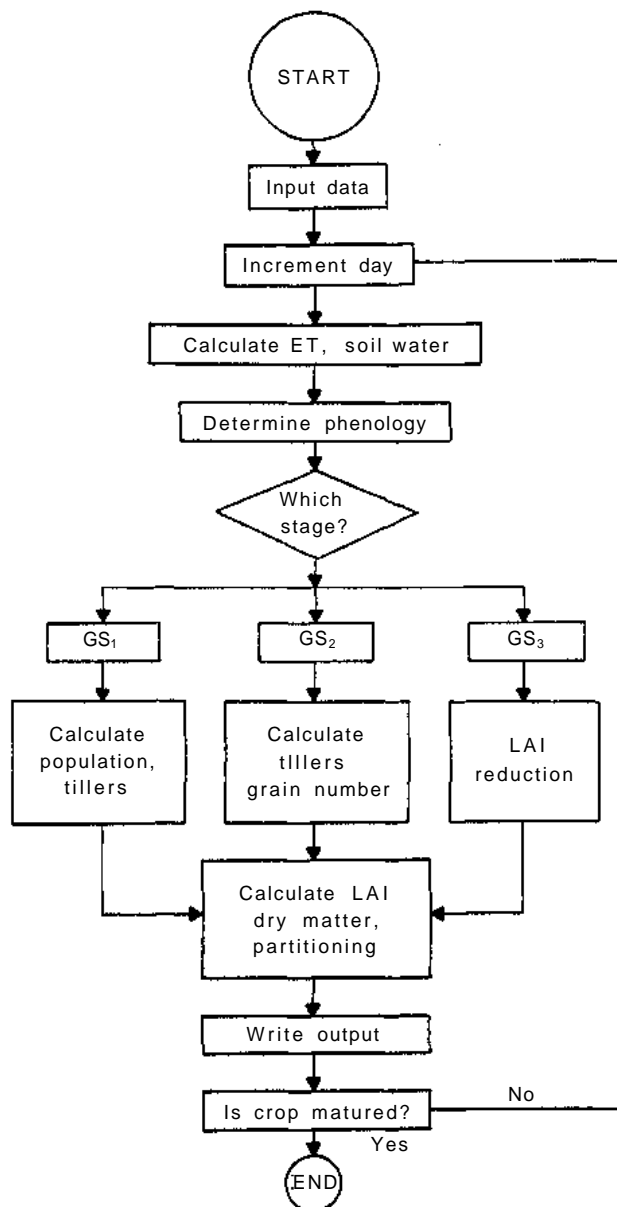 START
Input data
Increment day
Calculate ET, soil water
Determine phenology
Which
stage?
GS₁
GS₂
GS₃
Calculate
population,
tillers
Calculate
tIllers
grain number
LAI
reduction
Calculate LAI
dry matter,
partitioning
Write output
Is crop matured?
No
Yes
END